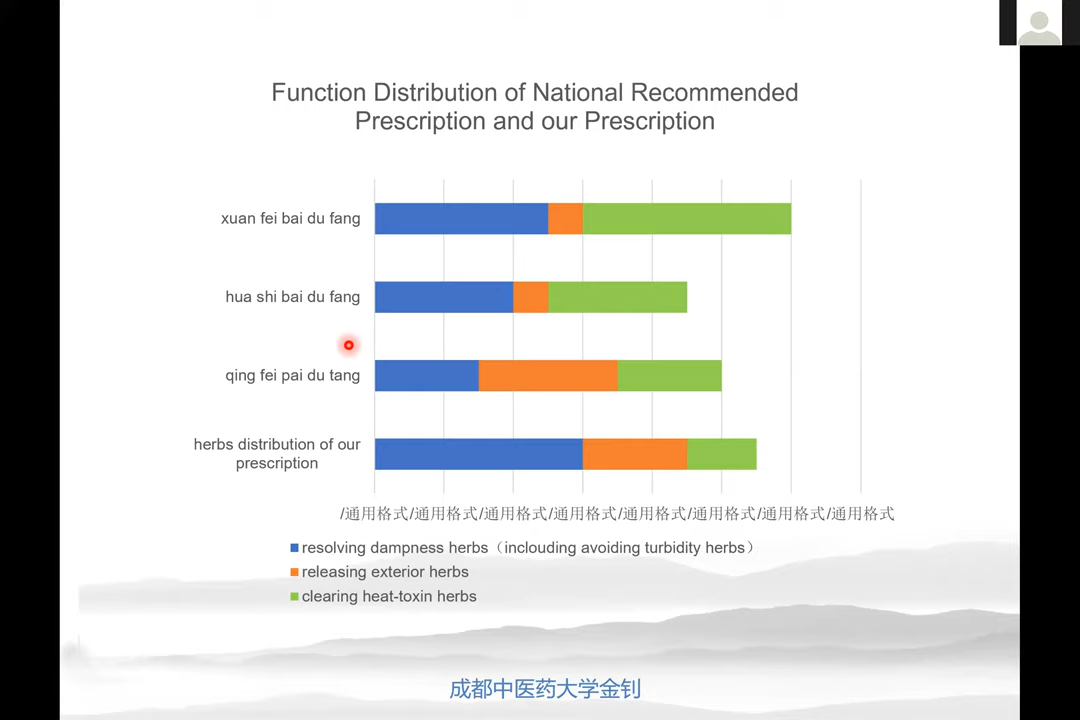 Function Distribution of National Recommended
Prescription and our Prescription
xuan fei bai du fang
hua shi bai du fang
qing fei pai du tang
herbs distribution of our
prescription
/通用格式/通用格式/通用格式/通用格式/通用格式/通用格式/通用格式/通用格式
resolving dampness herbs（inclouding avoiding turbidity herbs）
releasing exterior herbs
clearing heat-toxin herbs
成都中医药大学金钊